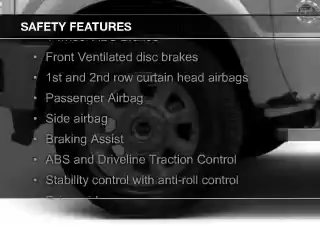 SAFETY FEATURES
• Front Ventilated disc brakes
• 1st and 2nd row curtain head airbags
• Passenger Airbag
• Side airbag
• Braking Assist
• ABS and Driveline Traction Control
• Stability control with anti-roll control